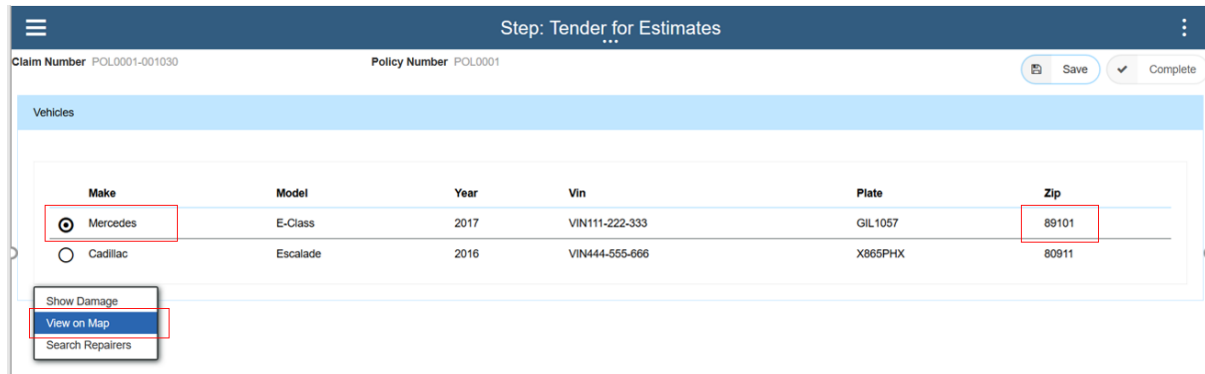 Step: Tender for Estimates
Claim Number POL0001-001030 Policy Number POL0001 Save Complete
Vehicles
Make Model Year Vin Plate Zip
Mercedes E-Class 2017 VIN111-222-333 GIL1057 89101
Cadillac Escalade 2016 VIN444-555-666 X865PHX 80911
Show Damage
View on Map
Search Repairers